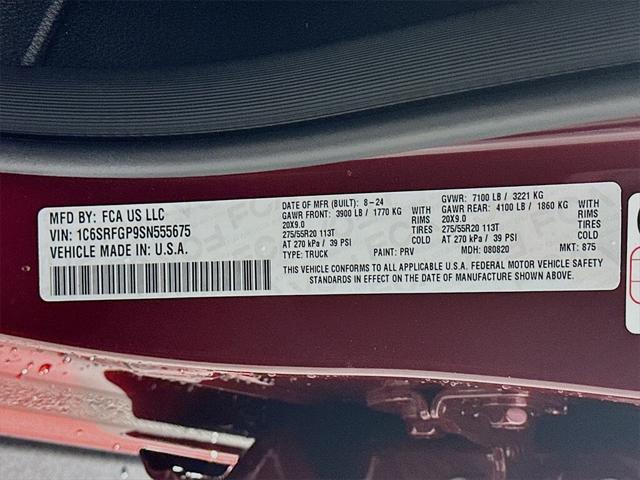 MFD BY: FCA US LLC
VIN: 1C6SRFGP9SN555675
VEHICLE MADE IN U.S.A.
DATE OF MFR (BUILT): 8-24
GAWR FRONT: 3900 LB / 1770 KG
WITH
20X9.0
RIMS
TIRES
275/55R20 113T
COLD
AT 270 kPa / 39 PSI
TYPE: TRUCK
PAINT: PRV
GVWR: 7100 LB / 3221 KG
GAWR REAR: 4100 LB / 1860 KG
WITH
20X9.0
RIMS
TIRES
275/55R20 113T
COLD
AT 270 kPa / 39 PSI
MDH: 080820
MKT: 875
THIS VEHICLE CONFORMS TO ALL APPLICABLE U.S.A. FEDERAL MOTOR VEHICLE SAFETY
STANDARDS IN EFFECT ON THE DATE OF MANUFACTURE SHOWN ABOVE.